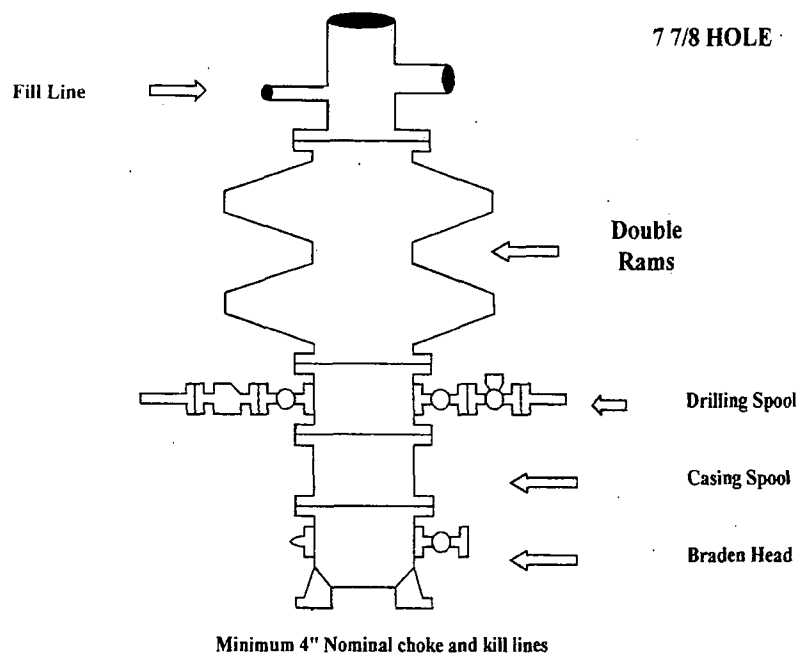 7 7/8 HOLE
Fill Line
Double
Rams
Drilling Spool
Casing Spool
Braden Head
Minimum 4" Nominal choke and kill lines